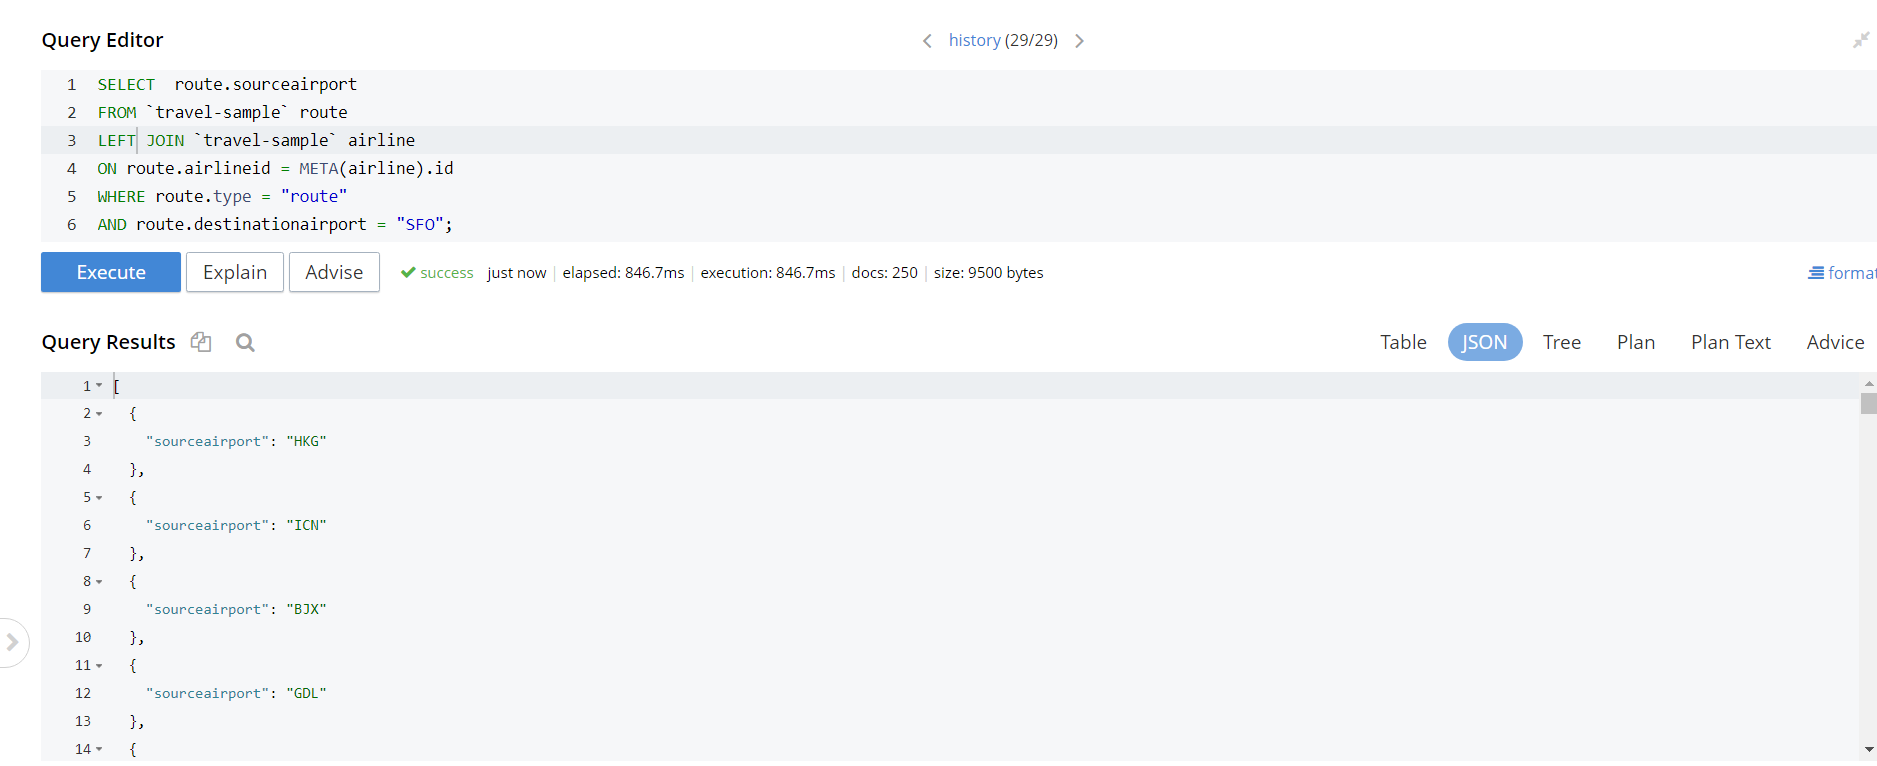 Query Editor
history (29/29)
1 SELECT  route.sourceairport
2 FROM `travel-sample` route
3 LEFT JOIN `travel-sample` airline
4 ON route.airlineid = META(airline).id
5 WHERE route.type = "route"
6 AND route.destinationairport = "SFO";
Execute Explain Advise success just now | elapsed: 846.7ms | execution: 846.7ms | docs: 250 | size: 9500 bytes format
Query Results Table JSON Tree Plan Plan Text Advice
1 [
2 {
3 "sourceairport": "HKG"
4 },
5 {
6 "sourceairport": "ICN"
7 },
8 {
9 "sourceairport": "BJX"
10 },
11 {
12 "sourceairport": "GDL"
13 },
14 {